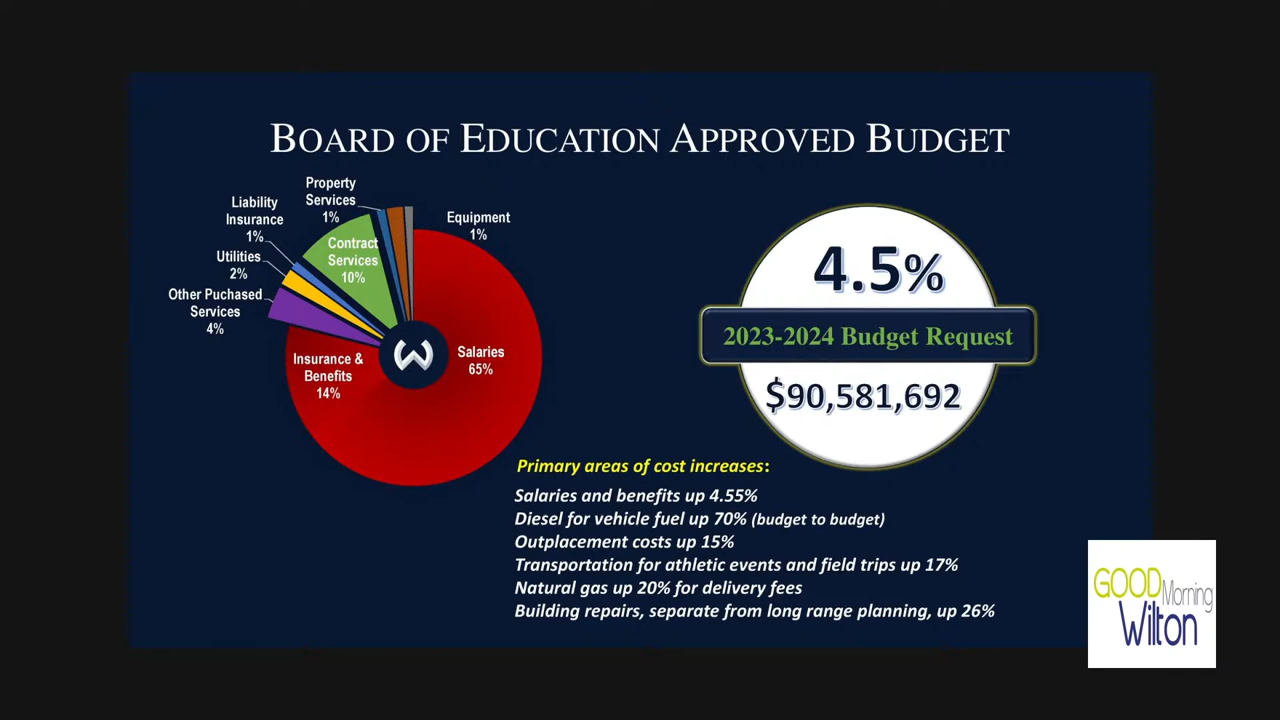 BOARD OF EDUCATION APPROVED BUDGET
Property
Services
1%
Liability
Insurance
1%
Equipment
1%
Contract
Services
10%
Utilities
2%
Other Puchased
Services
4%
Insurance &
Benefits
14%
W
Salaries
65%
4.5%
2023-2024 Budget Request
$90,581,692
Primary areas of cost increases:
Salaries and benefits up 4.55%
Diesel for vehicle fuel up 70% (budget to budget)
Outplacement costs up 15%
Transportation for athletic events and field trips up 17%
Natural gas up 20% for delivery fees
Building repairs, separate from long range planning, up 26%
GOOD Morning
Wilton